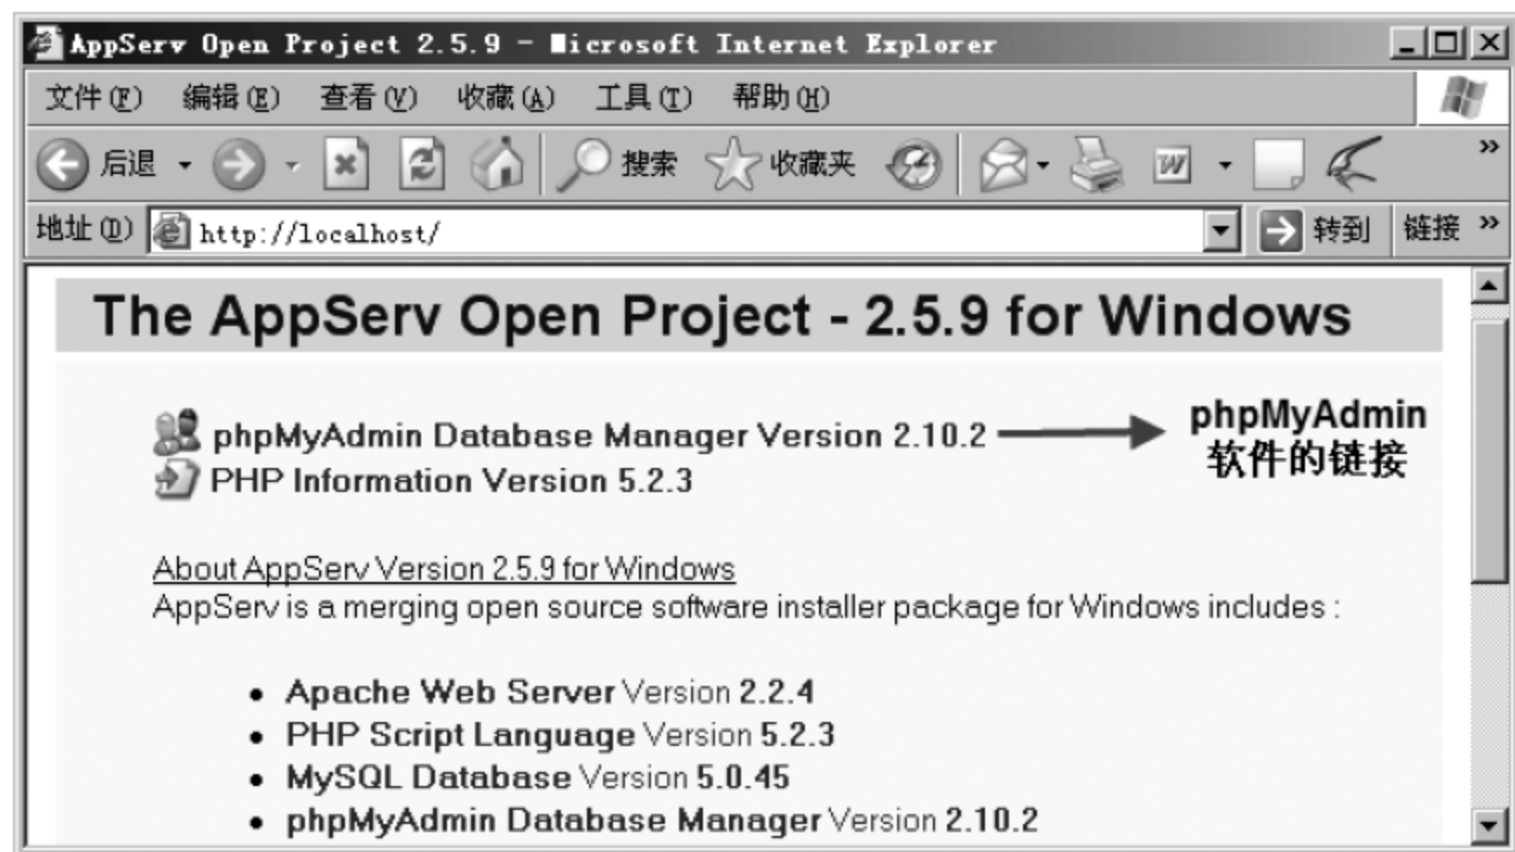 AppServ Open Project 2.5.9 - Microsoft Internet Explorer
文件(F) 编辑(E) 查看(V) 收藏(A) 工具(T) 帮助(H)
后退 搜索 收藏夹 W »
地址(D) http://localhost/ 转到 链接 »
The AppServ Open Project - 2.5.9 for Windows
phpMyAdmin Database Manager Version 2.10.2
phpMyAdmin
软件的链接
PHP Information Version 5.2.3
About AppServ Version 2.5.9 for Windows
AppServ is a merging open source software installer package for Windows includes :
• Apache Web Server Version 2.2.4
• PHP Script Language Version 5.2.3
• MySQL Database Version 5.0.45
• phpMyAdmin Database Manager Version 2.10.2